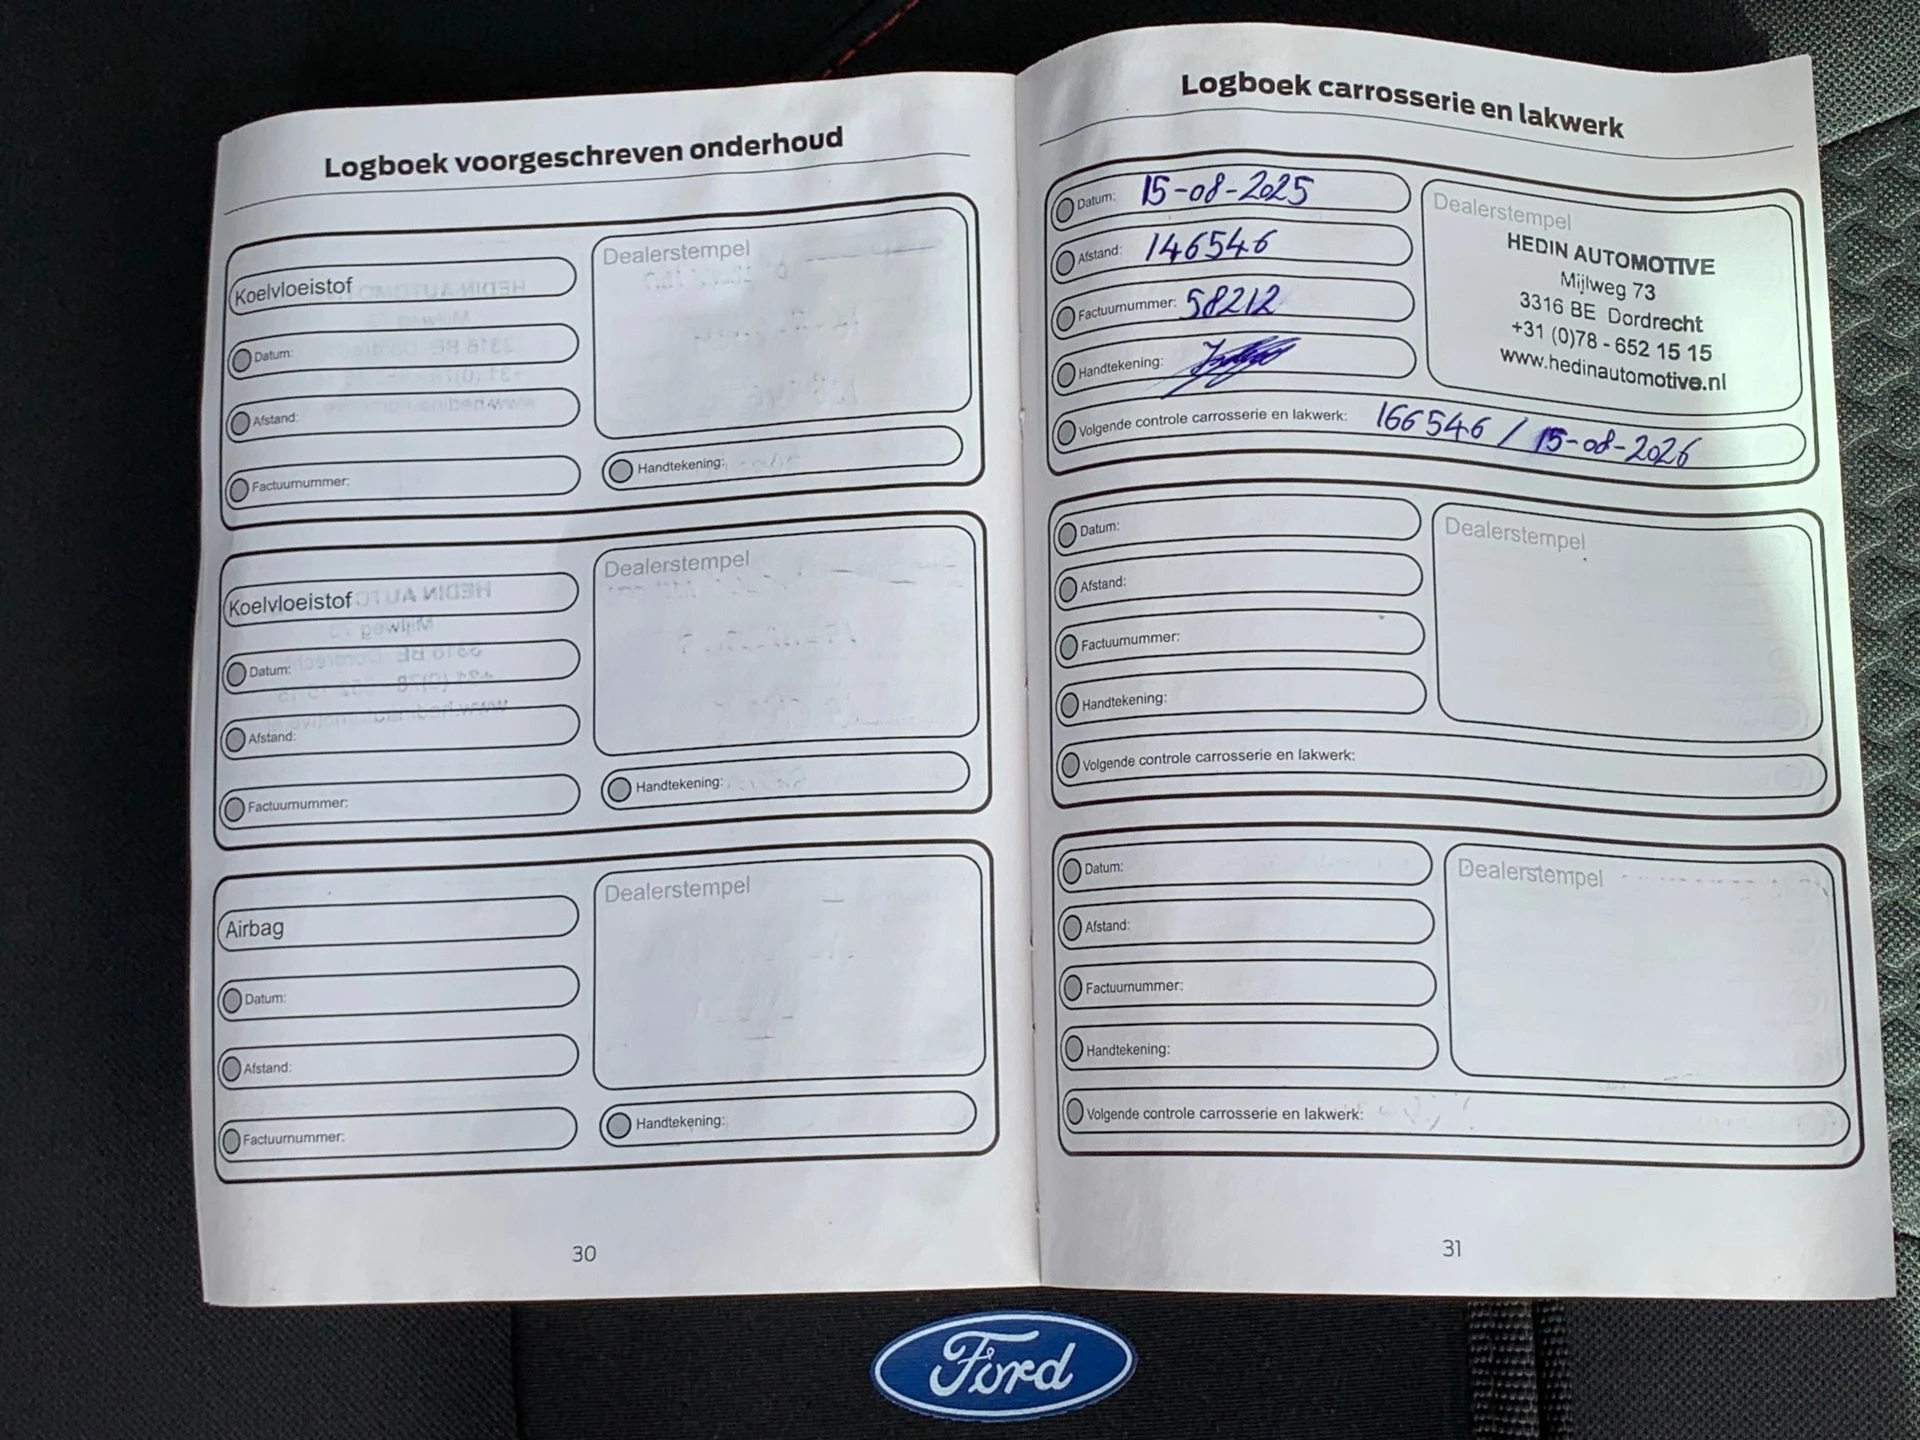 Logboek voorgeschreven onderhoud
Koelvloeistof
Datum:
Afstand:
Factuurnummer:
Dealerstempel
Handtekening:
Koelvloeistof
Datum:
Afstand:
Factuurnummer:
Dealerstempel
Handtekening:
Airbag
Datum:
Afstand:
Factuurnummer:
Dealerstempel
Handtekening:
30
Logboek carrosserie en lakwerk
Datum: 15-08-2025
Afstand: 146546
Factuurnummer: 58212
Handtekening:
Dealerstempel
HEDIN AUTOMOTIVE
Mijlweg 73
3316 BE Dordrecht
+31 (0)78 - 652 15 15
www.hedinautomotive.nl
Volgende controle carrosserie en lakwerk: 166546 / 15-08-2026
Datum:
Afstand:
Factuurnummer:
Handtekening:
Dealerstempel
Volgende controle carrosserie en lakwerk:
Datum:
Afstand:
Factuurnummer:
Handtekening:
Dealerstempel
Volgende controle carrosserie en lakwerk:
31
Ford